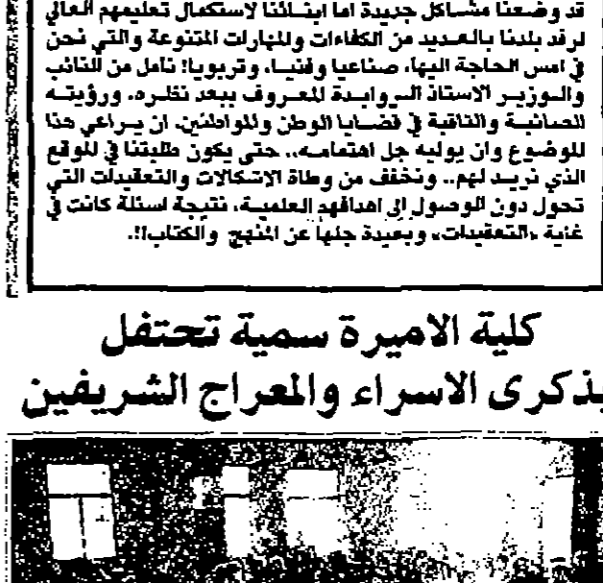 قد وضعنا مشاكل جديدة اما ابنائنا لاستكمال تعليمهم العالي
لرفد بلدنا بالعديد من الكفاءات والمهارات المتنوعة والتي نحن
في امس الحاجة اليها، صناعيا وفنيا، وتربويا! نامل من النائب
والوزير الاستاذ الروابدة المعروف ببعد نظره، ورؤيته
الصائبة والثاقبة في قضايا الوطن والمواطنين، ان يراعي هذا
الموضوع وان يوليه جل اهتمامه.. حتى يكون طلبتنا في الموقع
الذي نريد لهم.. ونخفف من وطاة الاشكالات والتعقيدات التي
تحول دون الوصول الى اهدافهم العلمية، نتيجة اسئلة كانت في
غاية «التعقيدات» وبعيدة جلها عن المنهج والكتاب!!.
كلية الاميرة سمية تحتفل
بذكرى الاسراء والمعراج الشريفين